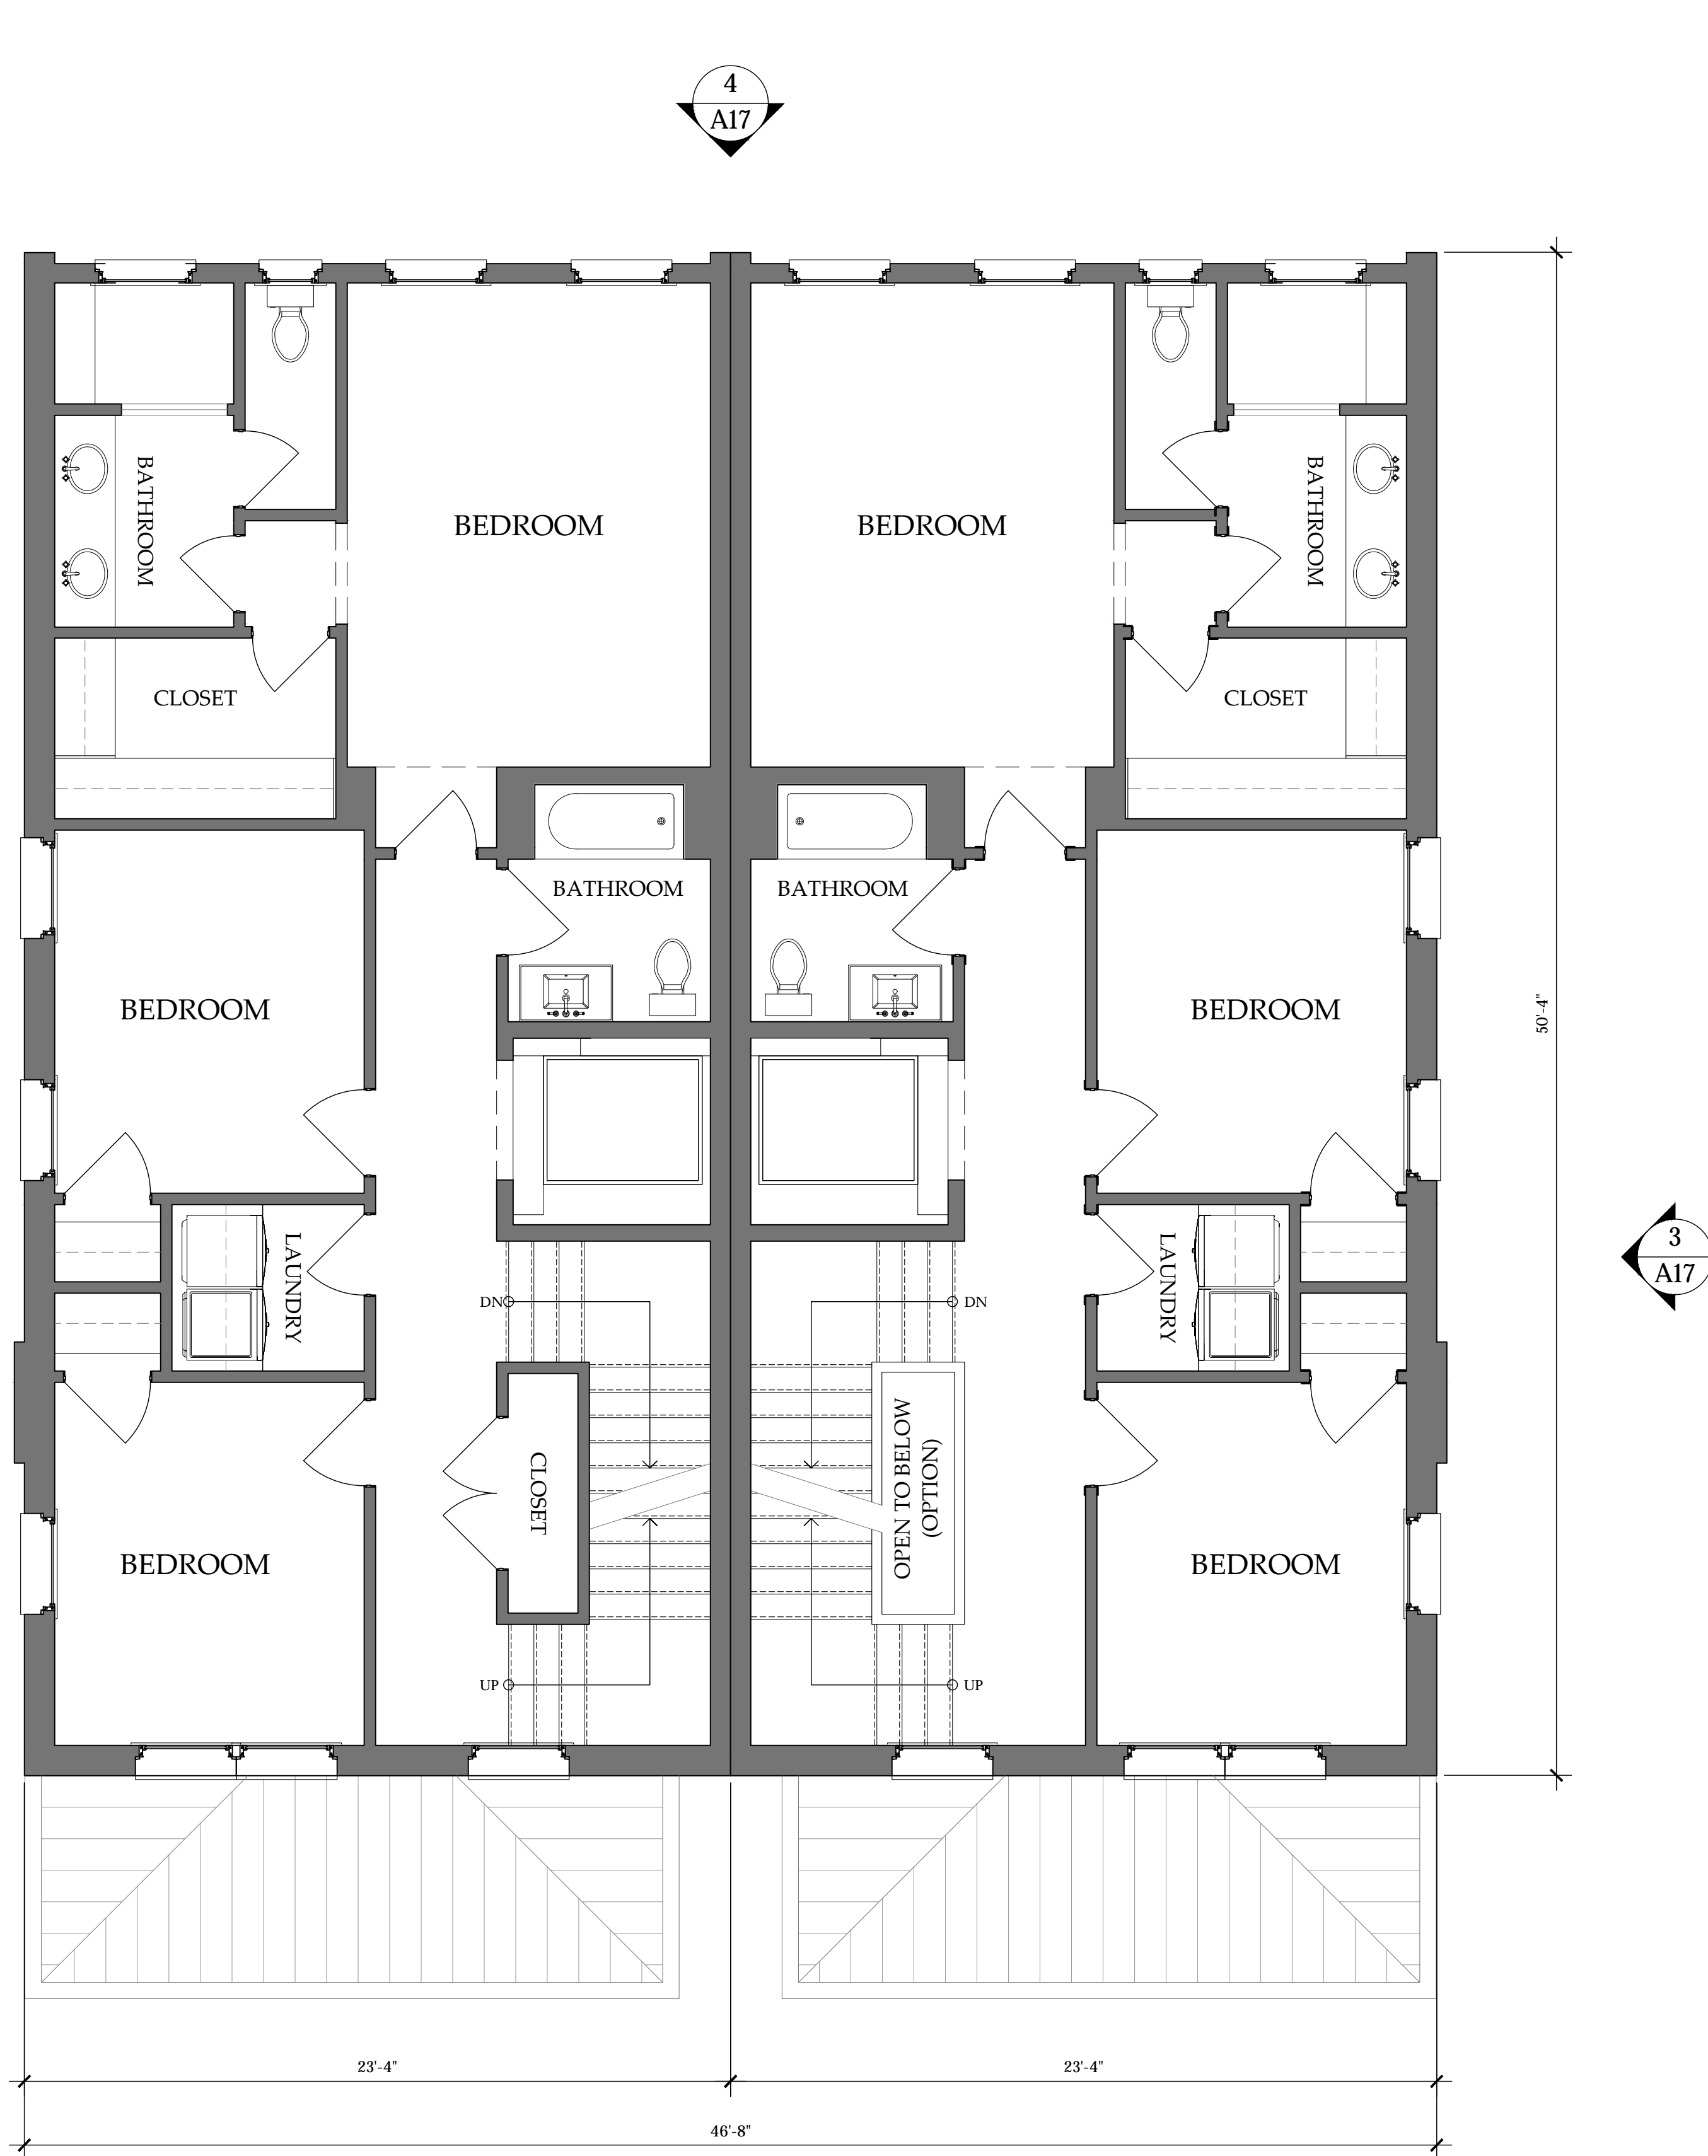 4
A17
BEDROOM
BEDROOM
BATHROOM
BATHROOM
CLOSET
CLOSET
BATHROOM
BATHROOM
BEDROOM
BEDROOM
50'-4"
LAUNDRY
LAUNDRY
3
A17
DN
DN
CLOSET
OPEN TO BELOW
(OPTION)
BEDROOM
BEDROOM
UP
UP
23'-4"
23'-4"
46'-8"